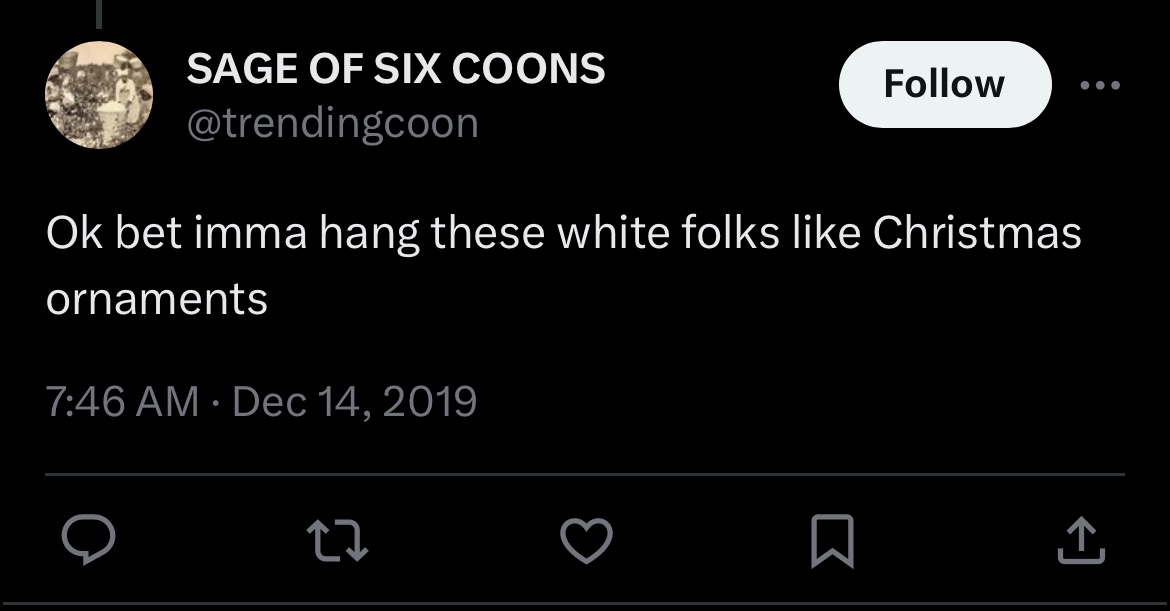 SAGE OF SIX COONS
Follow
@trendingcoon
Ok bet imma hang these white folks like Christmas
ornaments
7:46 AM · Dec 14, 2019